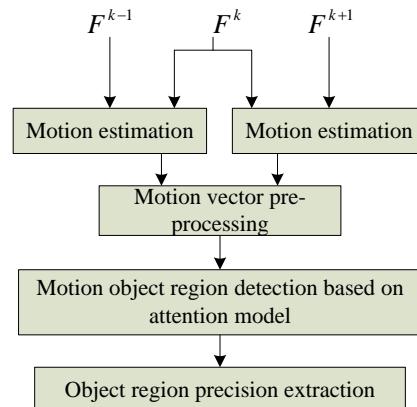 F^{k-1} F^{k} F^{k+1}
Motion estimation Motion estimation
Motion vector pre-
processing
Motion object region detection based on
attention model
Object region precision extraction